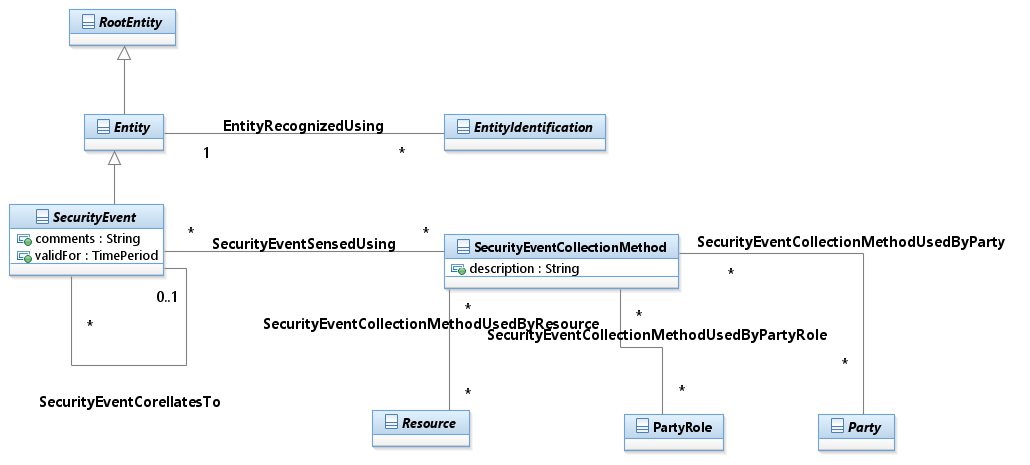 RootEntity
Entity
EntityRecognizedUsing
EntityIdentification
1
*
SecurityEvent
comments : String
validFor : TimePeriod
*
SecurityEventSensedUsing
*
SecurityEventCollectionMethod
description : String
SecurityEventCollectionMethodUsedByParty
*
0..1
*
SecurityEventCorellatesTo
*
SecurityEventCollectionMethodUsedByResource
*
SecurityEventCollectionMethodUsedByPartyRole
*
*
*
Resource
PartyRole
Party